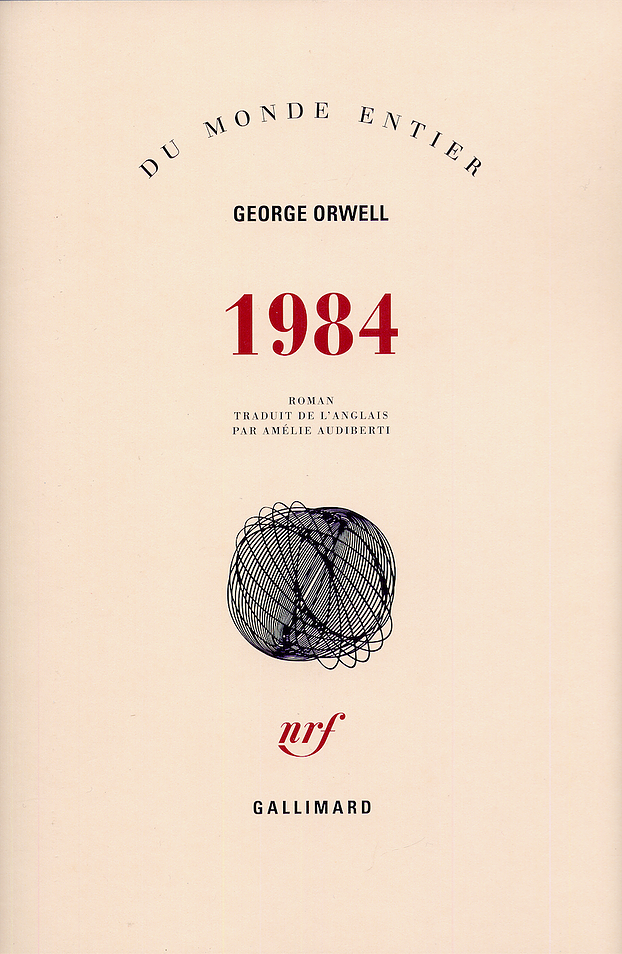 DU MONDE ENTIER
GEORGE ORWELL
1984
ROMAN
TRADUIT DE L'ANGLAIS
PAR AMÉLIE AUDIBERTI
nrf
GALLIMARD